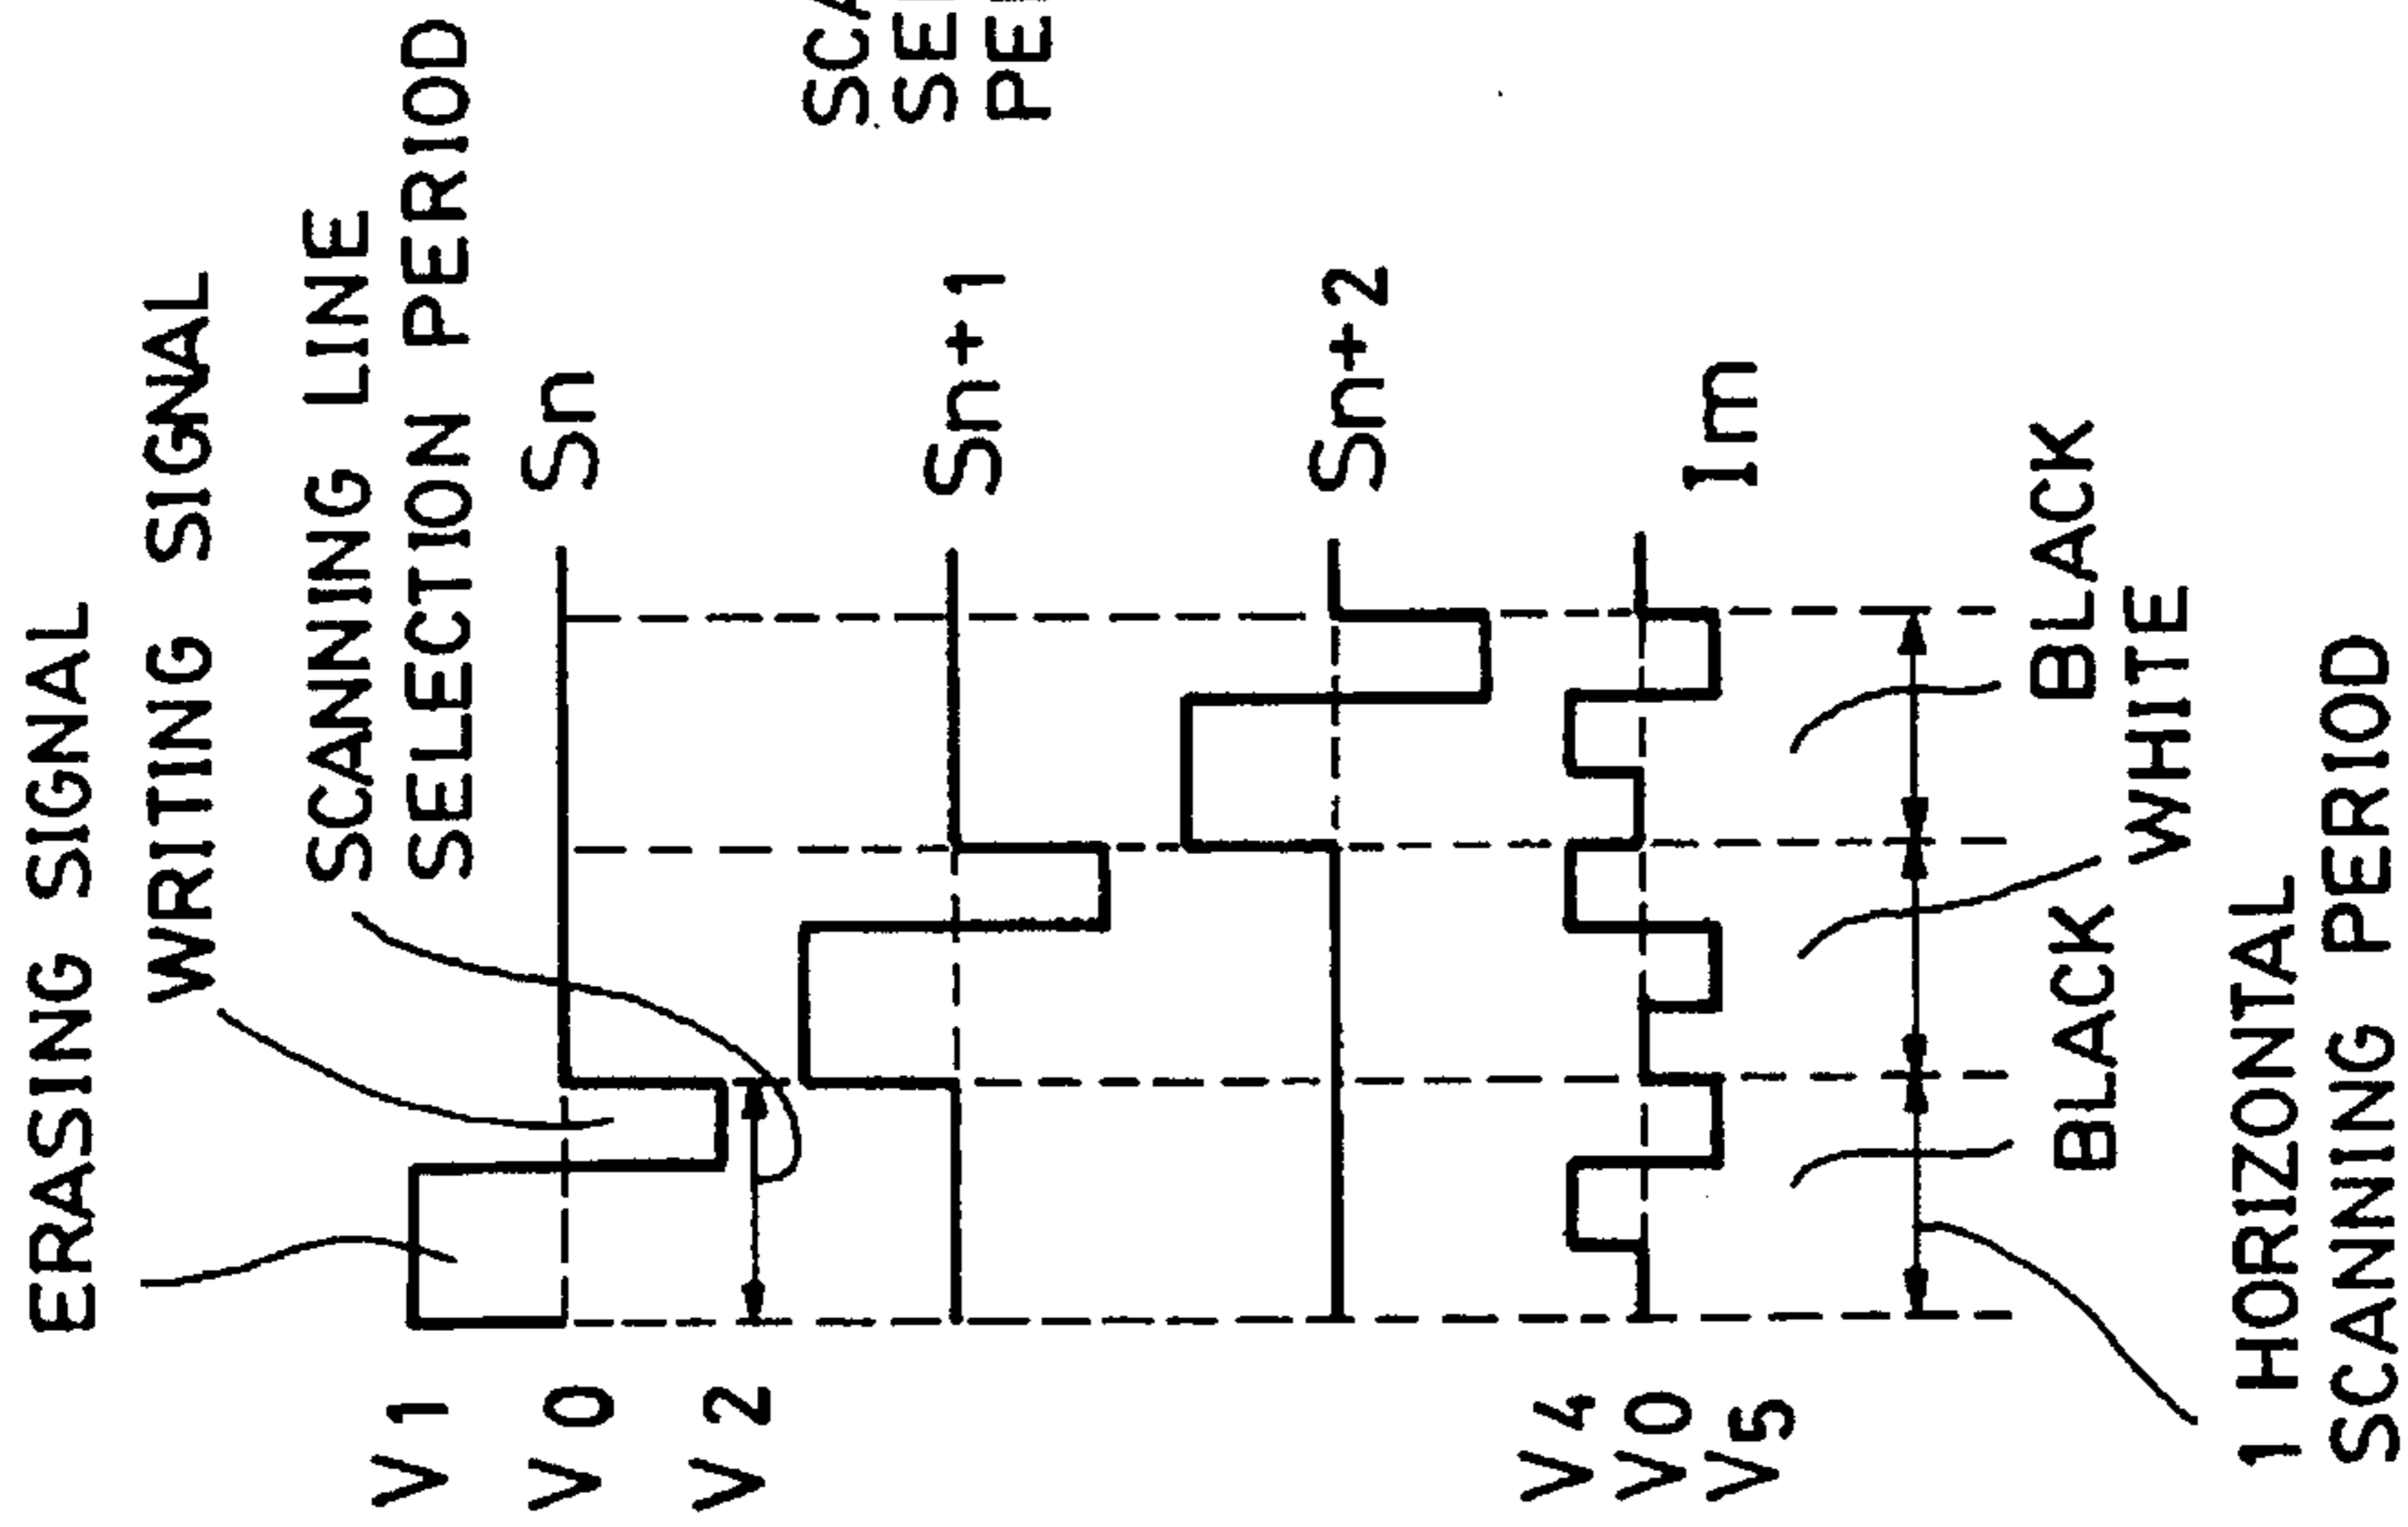 ERASING SIGNAL
WRITING SIGNAL
SCANNING LINE
SELECTION PERIOD
V1
V0
V2
Sn
Sn+1
Sn+2
V4
V0
V5
Im
BLACK
WHITE
BLACK
1 HORIZONTAL
SCANNING PERIOD